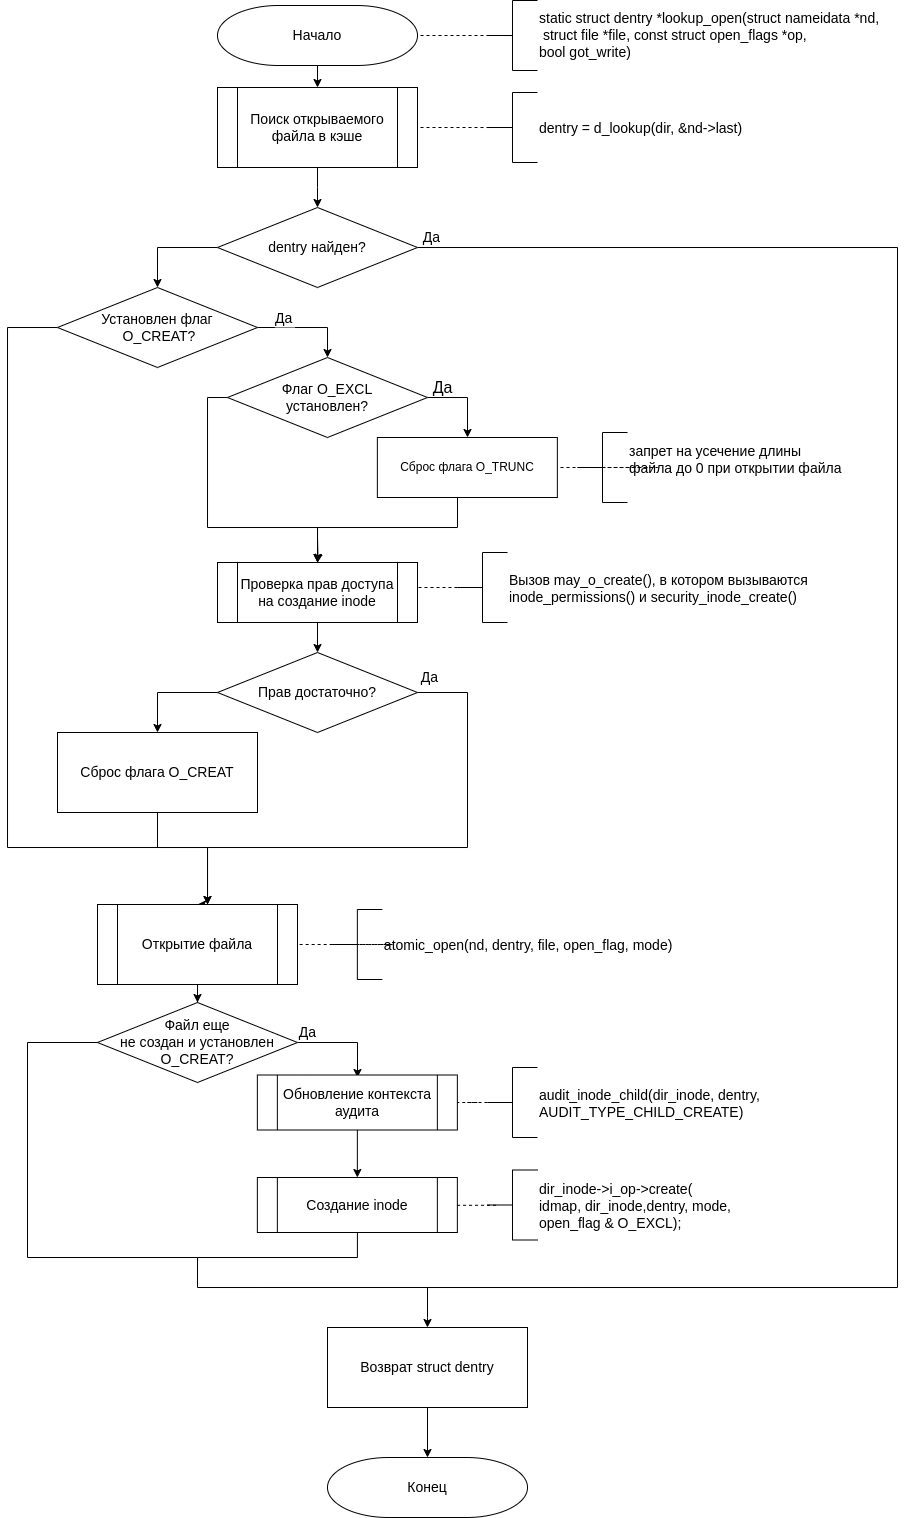 Начало
static struct dentry *lookup_open(struct nameidata *nd,
struct file *file, const struct open_flags *op,
bool got_write)
Поиск открываемого
файла в кэше
dentry = d_lookup(dir, &nd->last)
dentry найден?
Да
Установлен флаг
O_CREAT?
Да
Флаг O_EXCL
установлен?
Да
Сброс флага O_TRUNC
запрет на усечение длины
файла до 0 при открытии файла
Проверка прав доступа
на создание inode
Вызов may_o_create(), в котором вызываются
inode_permissions() и security_inode_create()
Прав достаточно?
Да
Сброс флага O_CREAT
Открытие файла
atomic_open(nd, dentry, file, open_flag, mode)
Файл еще
не создан и установлен
O_CREAT?
Да
Обновление контекста
аудита
audit_inode_child(dir_inode, dentry,
AUDIT_TYPE_CHILD_CREATE)
Создание inode
dir_inode->i_op->create(
idmap, dir_inode,dentry, mode,
open_flag & O_EXCL);
Возврат struct dentry
Конец